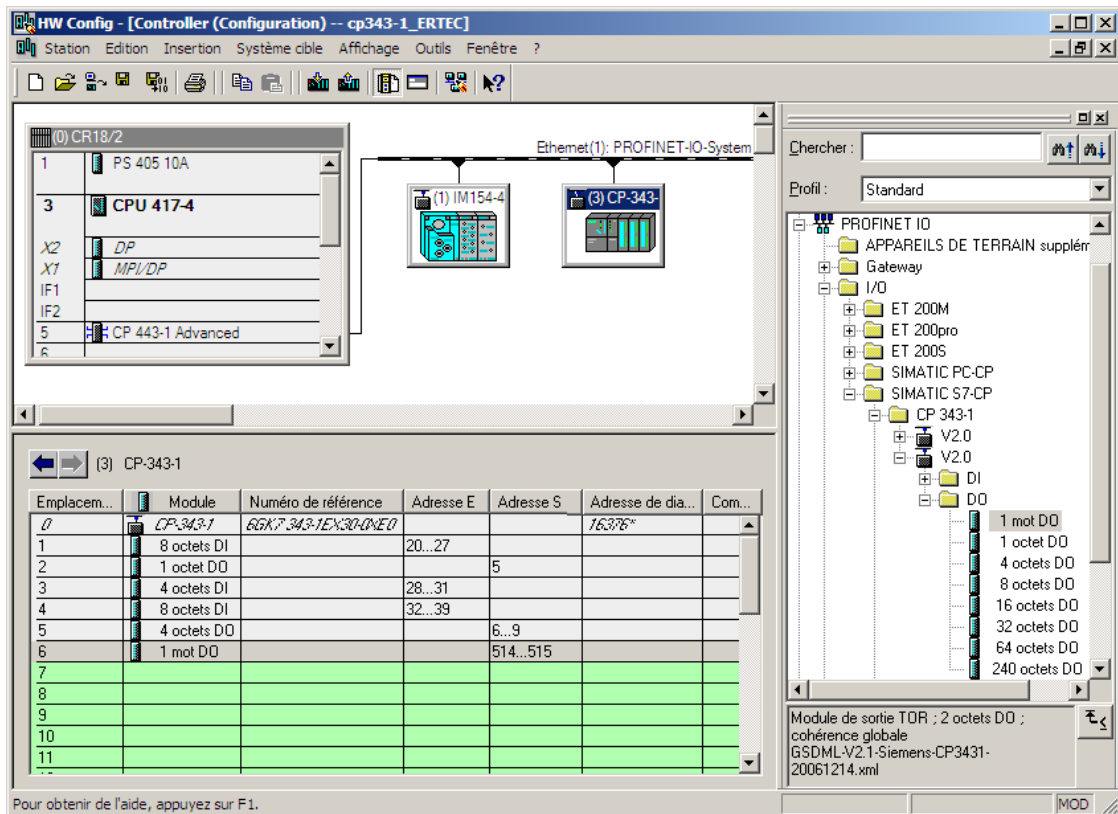 HW Config - [Controller (Configuration) -- cp343-1_ERTEC]
Station Edition Insertion Système cible Affichage Outils Fenêtre ?
(0) CR18/2
1 PS 405 10A
3 CPU 417-4
X2 DP
X1 MPI/DP
IF1
IF2
5 CP 443-1 Advanced
6
Ethernet(1): PROFINET-IO-System
(1) IM154-4
(3) CP-343-
(3) CP-343-1
Emplacem... Module Numéro de référence Adresse E Adresse S Adresse de dia... Com...
0 CP-343-1 6GK7 343-1EX30-0XE0 16376*
1 8 octets DI 20...27
2 1 octet DO 5
3 4 octets DI 28...31
4 8 octets DI 32...39
5 4 octets DO 6...9
6 1 mot DO 514...515
7
8
9
10
11
Chercher :
Profil : Standard
PROFINET IO
APPAREILS DE TERRAIN supplém
Gateway
I/O
ET 200M
ET 200pro
ET 200S
SIMATIC PC-CP
SIMATIC S7-CP
CP 343-1
V2.0
V2.0
DI
DO
1 mot DO
1 octet DO
4 octets DO
8 octets DO
16 octets DO
32 octets DO
64 octets DO
240 octets DO
Module de sortie TOR ; 2 octets DO ;
cohérence globale
GSDML-V2.1-Siemens-CP3431-
20061214.xml
Pour obtenir de l'aide, appuyez sur F1.
MOD